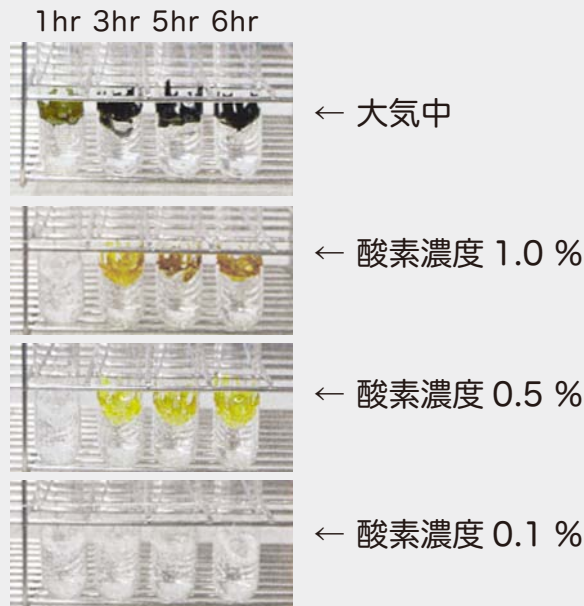 1hr 3hr 5hr 6hr
← 大気中
← 酸素濃度 1.0 %
← 酸素濃度 0.5 %
← 酸素濃度 0.1 %